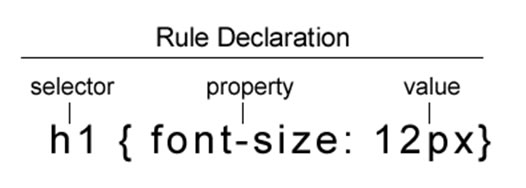 Rule Declaration
selector property value
h1 { font-size: 12px}